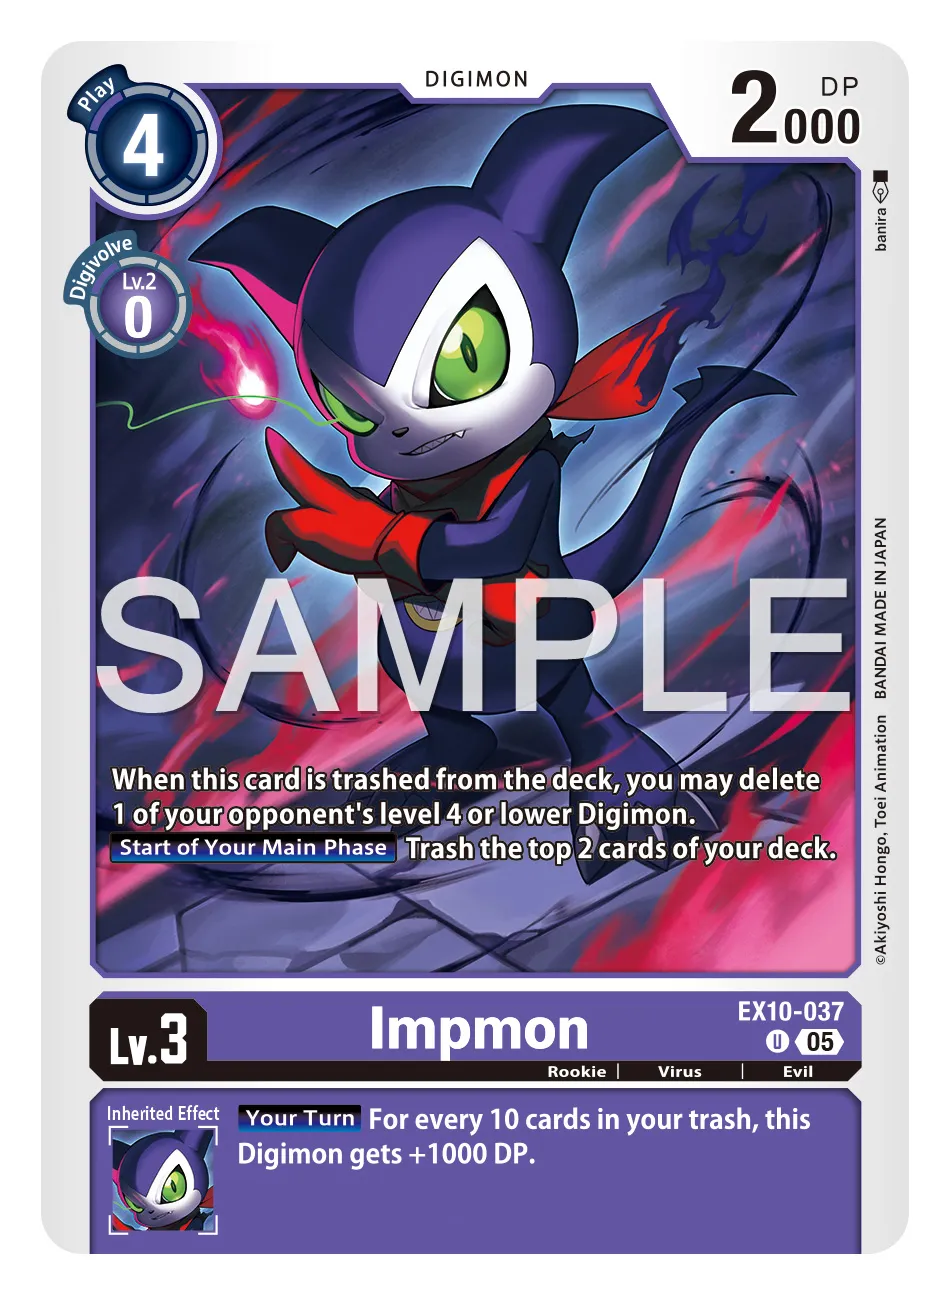 DIGIMON
Play
4
2000
DP
banira
Digivolve
Lv.2
0
SAMPLE
BANDAI MADE IN JAPAN
©Akiyoshi Hongo, Toei Animation
When this card is trashed from the deck, you may delete
1 of your opponent's level 4 or lower Digimon.
Start of Your Main Phase Trash the top 2 cards of your deck.
Lv.3
Impmon
EX10-037
U 05
Rookie | Virus | Evil
Inherited Effect
Your Turn For every 10 cards in your trash, this
Digimon gets +1000 DP.